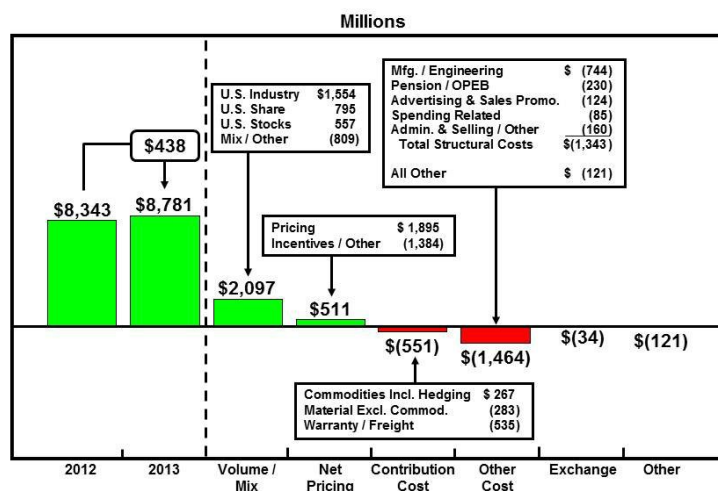 Millions
Mfg. / Engineering $ (744)
Pension / OPEB (230)
Advertising & Sales Promo. (124)
Spending Related (85)
Admin. & Selling / Other (160)
Total Structural Costs $(1,343)
All Other $ (121)
U.S. Industry $1,554
U.S. Share 795
U.S. Stocks 557
Mix / Other (809)
$438
$8,343
$8,781
Pricing $ 1,895
Incentives / Other (1,384)
$2,097
$511
$(551)
$(1,464)
$(34)
$(121)
Commodities Incl. Hedging $ 267
Material Excl. Commod. (283)
Warranty / Freight (535)
2012
2013
Volume /
Mix
Net
Pricing
Contribution
Cost
Other
Cost
Exchange
Other